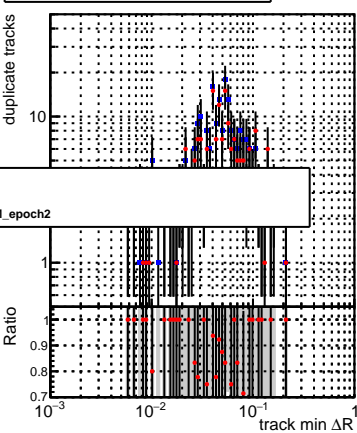 duplicate tracks
10
l_epoch2
1
Ratio
1
0.9
0.8
0.7
10⁻³ 10⁻² 10⁻¹ 1
track min ΔR